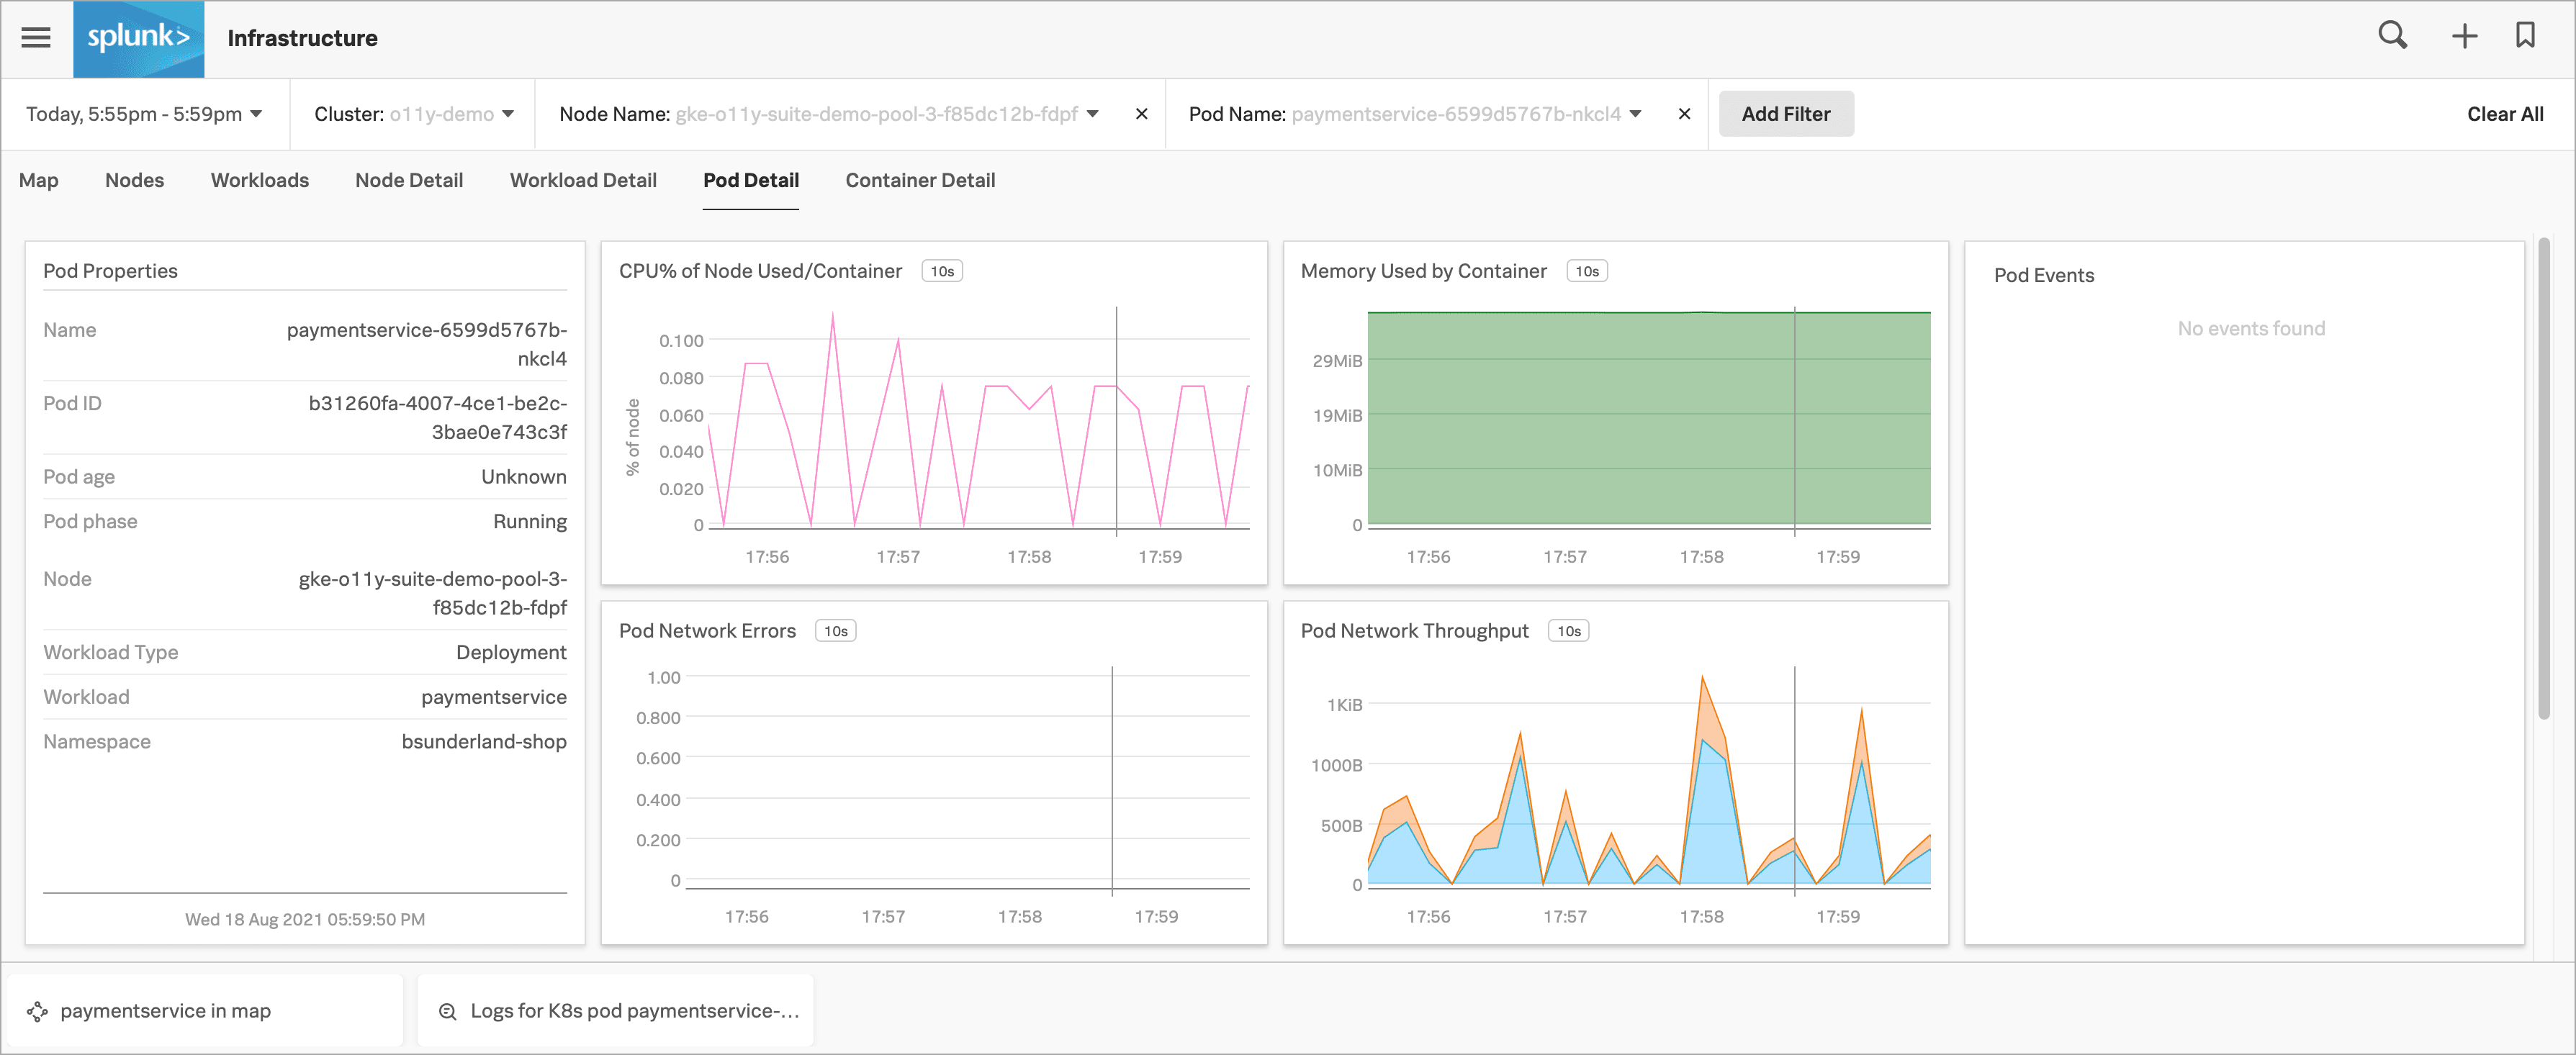 splunk> Infrastructure
Today, 5:55pm - 5:59pm Cluster: o11y-demo Node Name: gke-o11y-suite-demo-pool-3-f85dc12b-fdpf × Pod Name: paymentservice-6599d5767b-nkcl4 × Add Filter Clear All
Map Nodes Workloads Node Detail Workload Detail Pod Detail Container Detail
Pod Properties
Name paymentservice-6599d5767b-
nkcl4
Pod ID b31260fa-4007-4ce1-be2c-
3bae0e743c3f
Pod age Unknown
Pod phase Running
Node gke-o11y-suite-demo-pool-3-
f85dc12b-fdpf
Workload Type Deployment
Workload paymentservice
Namespace bsunderland-shop
Wed 18 Aug 2021 05:59:50 PM
CPU% of Node Used/Container 10s
% of node
0.100
0.080
0.060
0.040
0.020
0
17:56 17:57 17:58 17:59
Memory Used by Container 10s
29MiB
19MiB
10MiB
0
17:56 17:57 17:58 17:59
Pod Network Errors 10s
1.00
0.800
0.600
0.400
0.200
0
17:56 17:57 17:58 17:59
Pod Network Throughput 10s
1KiB
1000B
500B
0
17:56 17:57 17:58 17:59
Pod Events
No events found
paymentservice in map
Logs for K8s pod paymentservice-...